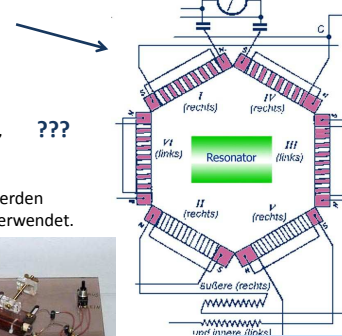 C
N
S
I
(rechts)
IV
(rechts)
???
VI
(links)
Resonator
III
(links)
erden
erwendet.
II
(rechts)
V
(rechts)
äußere (rechts)
und innere (links)